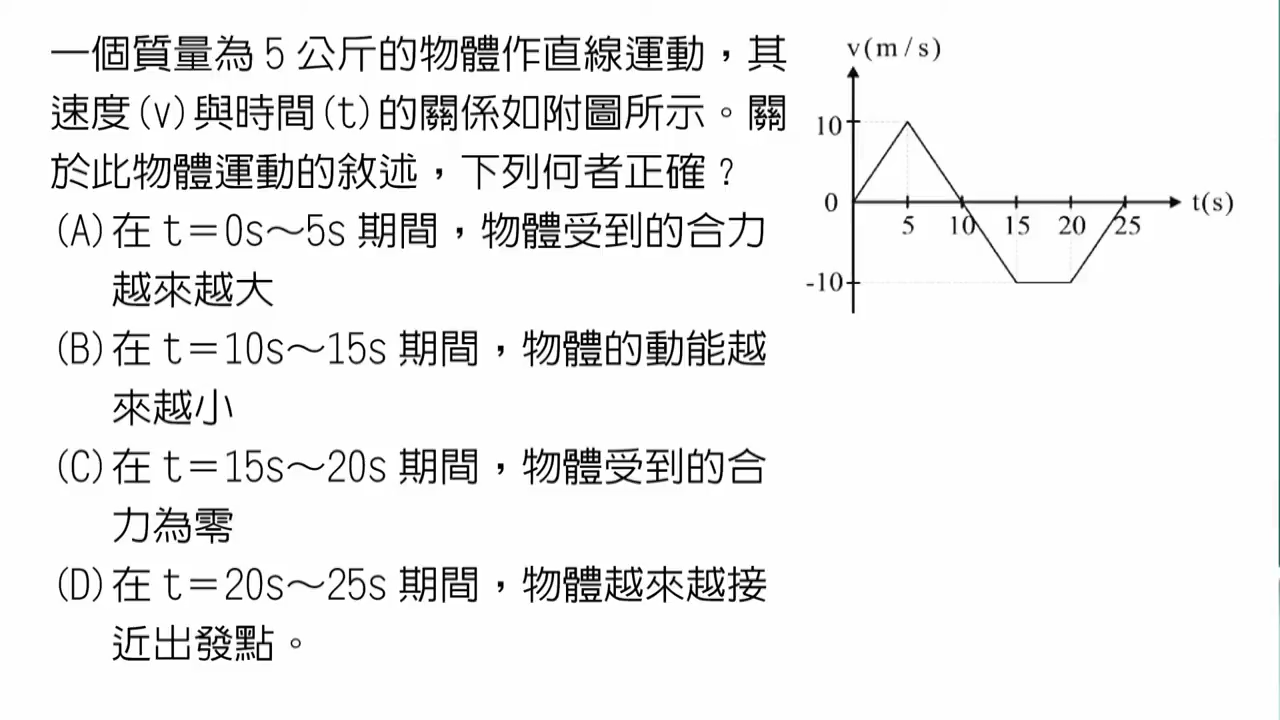 一個質量為 5 公斤的物體作直線運動，其
速度(v)與時間(t)的關係如附圖所示。關
於此物體運動的敘述，下列何者正確？
(A)在 t＝0s～5s 期間，物體受到的合力
越來越大
(B)在 t＝10s～15s 期間，物體的動能越
來越小
(C)在 t＝15s～20s 期間，物體受到的合
力為零
(D)在 t＝20s～25s 期間，物體越來越接
近出發點。
v(m/s)
10
0
5 10 15 20 25
t(s)
-10